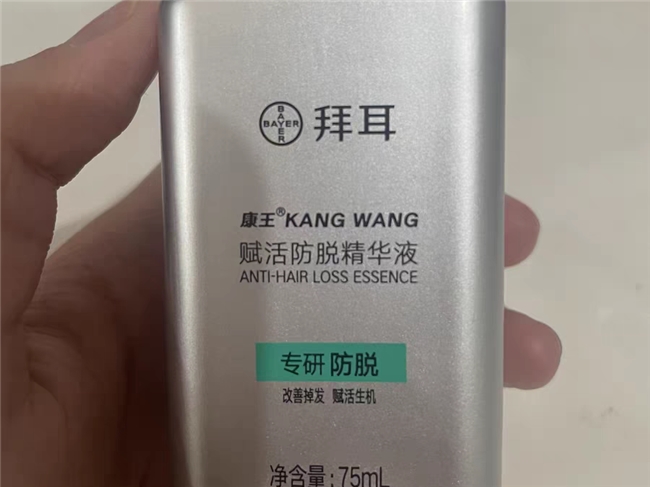 BAYER
BAYER 拜耳
康王® KANG WANG
赋活防脱精华液
ANTI-HAIR LOSS ESSENCE
专研防脱
改善掉发 赋活生机
净含量:75mL